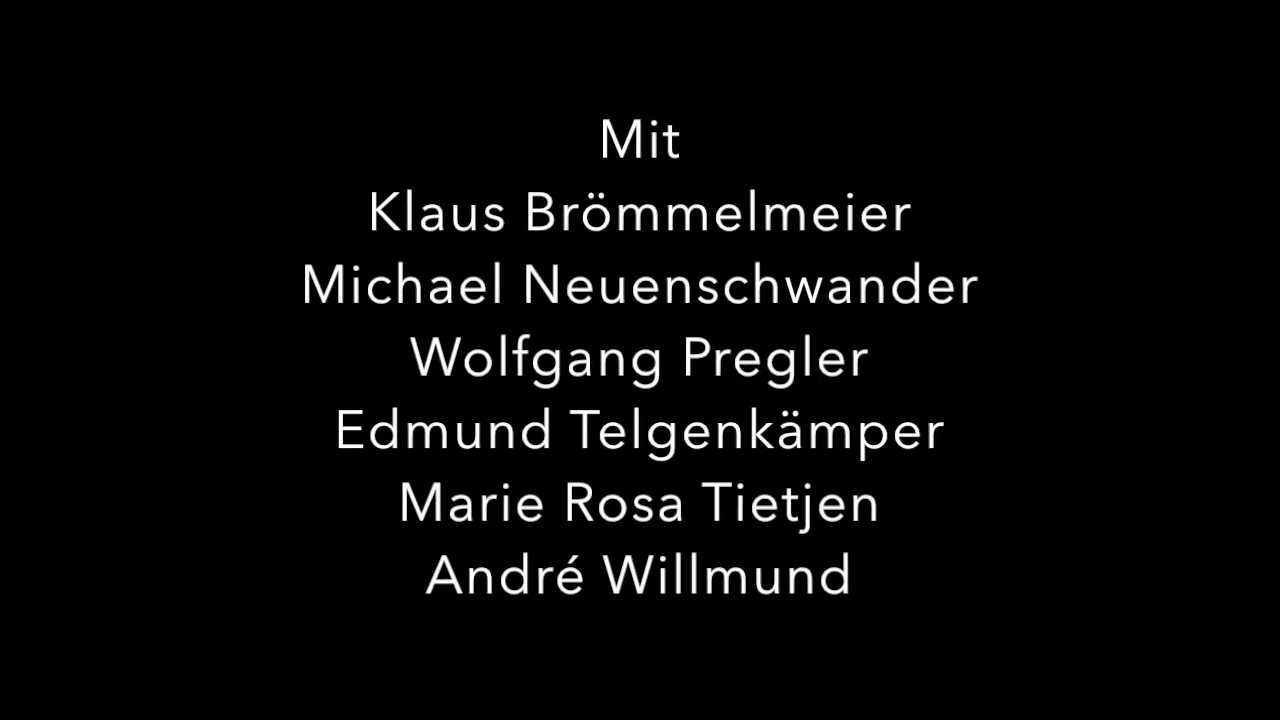 Mit
Klaus Brömmelmeier
Michael Neuenschwander
Wolfgang Pregler
Edmund Telgenkämper
Marie Rosa Tietjen
André Willmund